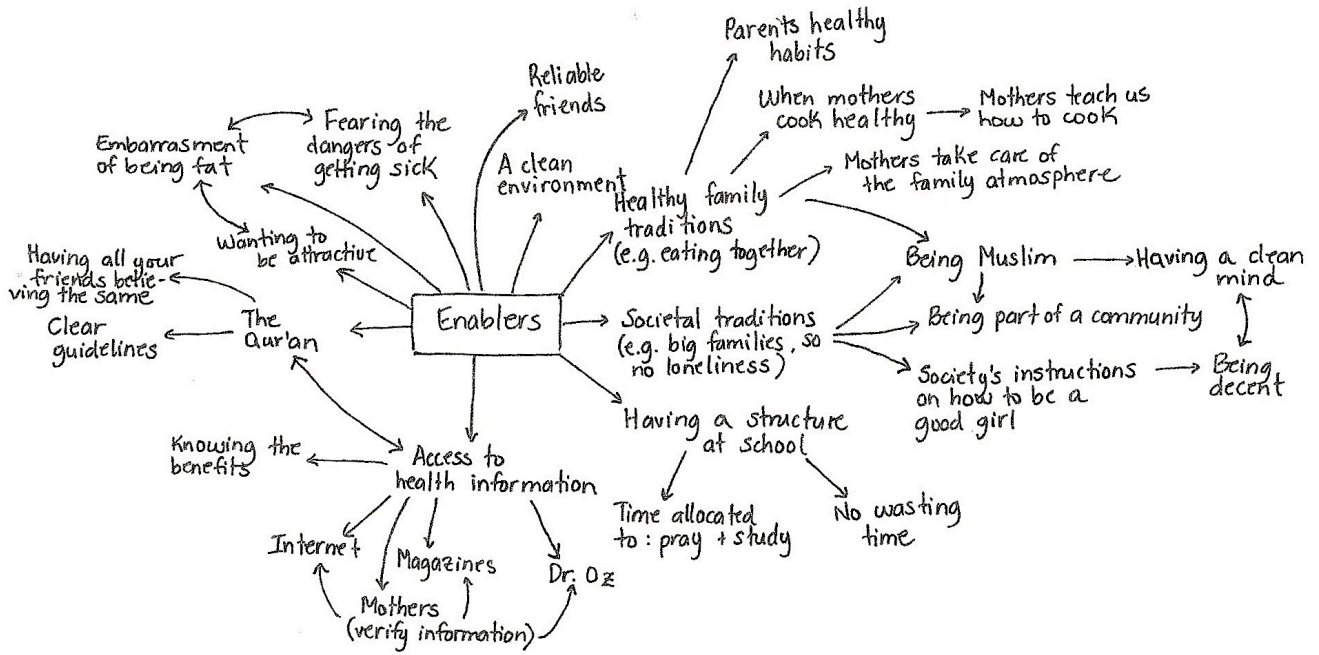 Parents healthy
habits
Reliable
friends
When mothers
cook healthy
Mothers teach us
how to cook
Embarrasment
of being fat
Fearing the
dangers of
getting sick
A clean
environment
Mothers take care of
the family atmosphere
Healthy family
traditions
(e.g. eating together)
Wanting to
be attractive
Having all your
friends belie-
ving the same
Being Muslim
Having a clean
mind
Clear
guidelines
The
Qur'an
Enablers
Societal traditions
(e.g. big families, so
no loneliness)
Being part of a community
Society's instructions
on how to be a
good girl
Being
decent
Having a structure
at school
Knowing the
benefits
Access to
health information
Time allocated
to: pray + study
No wasting
time
Internet
Magazines
Dr. Oz
Mothers
(verify information)